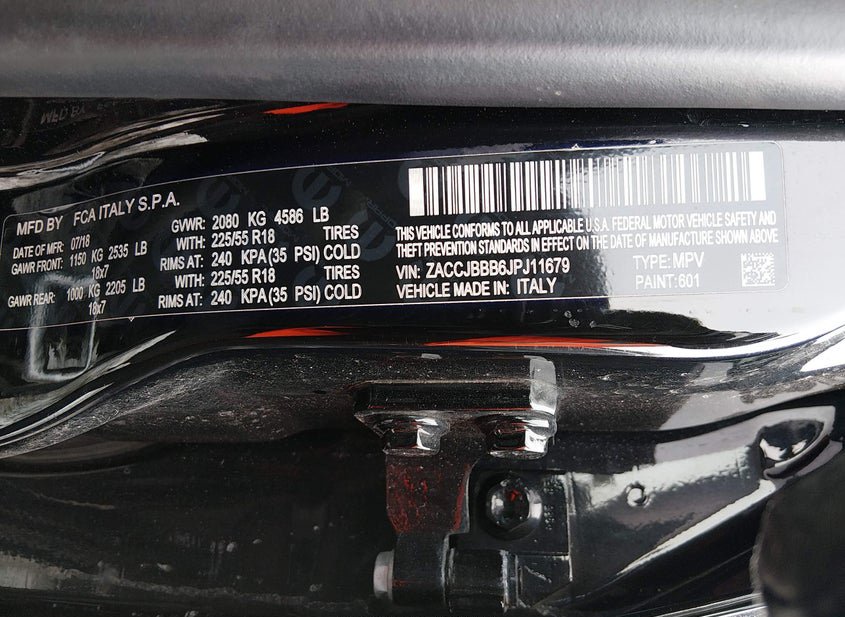 MFD BY FCA ITALY S.P.A.
DATE OF MFR: 07/18 GVWR: 2080 KG 4586 LB
GAWR FRONT: 1150 KG 2535 LB WITH: 225/55 R18 TIRES
18x7 RIMS AT: 240 KPA (35 PSI) COLD
GAWR REAR: 1000 KG 2205 LB WITH: 225/55 R18 TIRES
18x7 RIMS AT: 240 KPA (35 PSI) COLD
THIS VEHICLE CONFORMS TO ALL APPLICABLE U.S.A. FEDERAL MOTOR VEHICLE SAFETY AND
THEFT PREVENTION STANDARDS IN EFFECT ON THE DATE OF MANUFACTURE SHOWN ABOVE.
VIN: ZACCJBBB6JPJ11679 TYPE: MPV
VEHICLE MADE IN: ITALY PAINT: 601